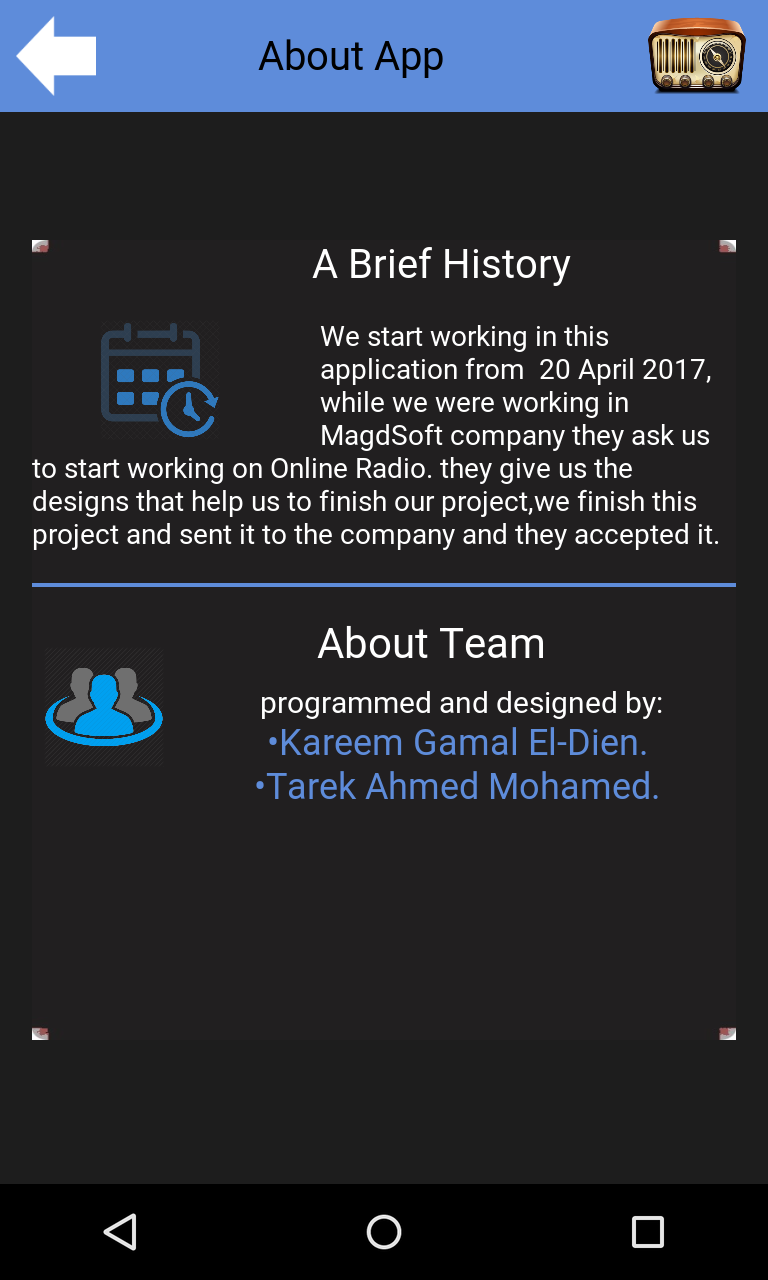 About App
A Brief History
We start working in this
application from  20 April 2017,
while we were working in
MagdSoft company they ask us
to start working on Online Radio. they give us the
designs that help us to finish our project,we finish this
project and sent it to the company and they accepted it.
About Team
programmed and designed by:
•Kareem Gamal El-Dien.
•Tarek Ahmed Mohamed.